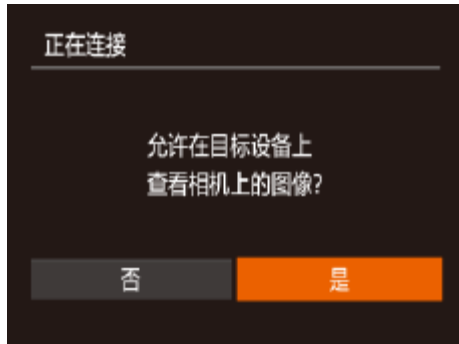 正在连接
允许在目标设备上
查看相机上的图像?
否
是